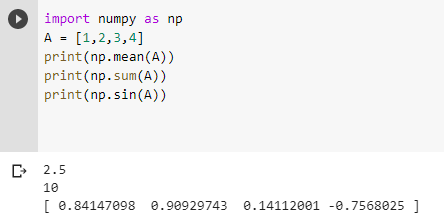 import numpy as np
A = [1,2,3,4]
print(np.mean(A))
print(np.sum(A))
print(np.sin(A))
2.5
10
[ 0.84147098  0.90929743  0.14112001 -0.7568025 ]